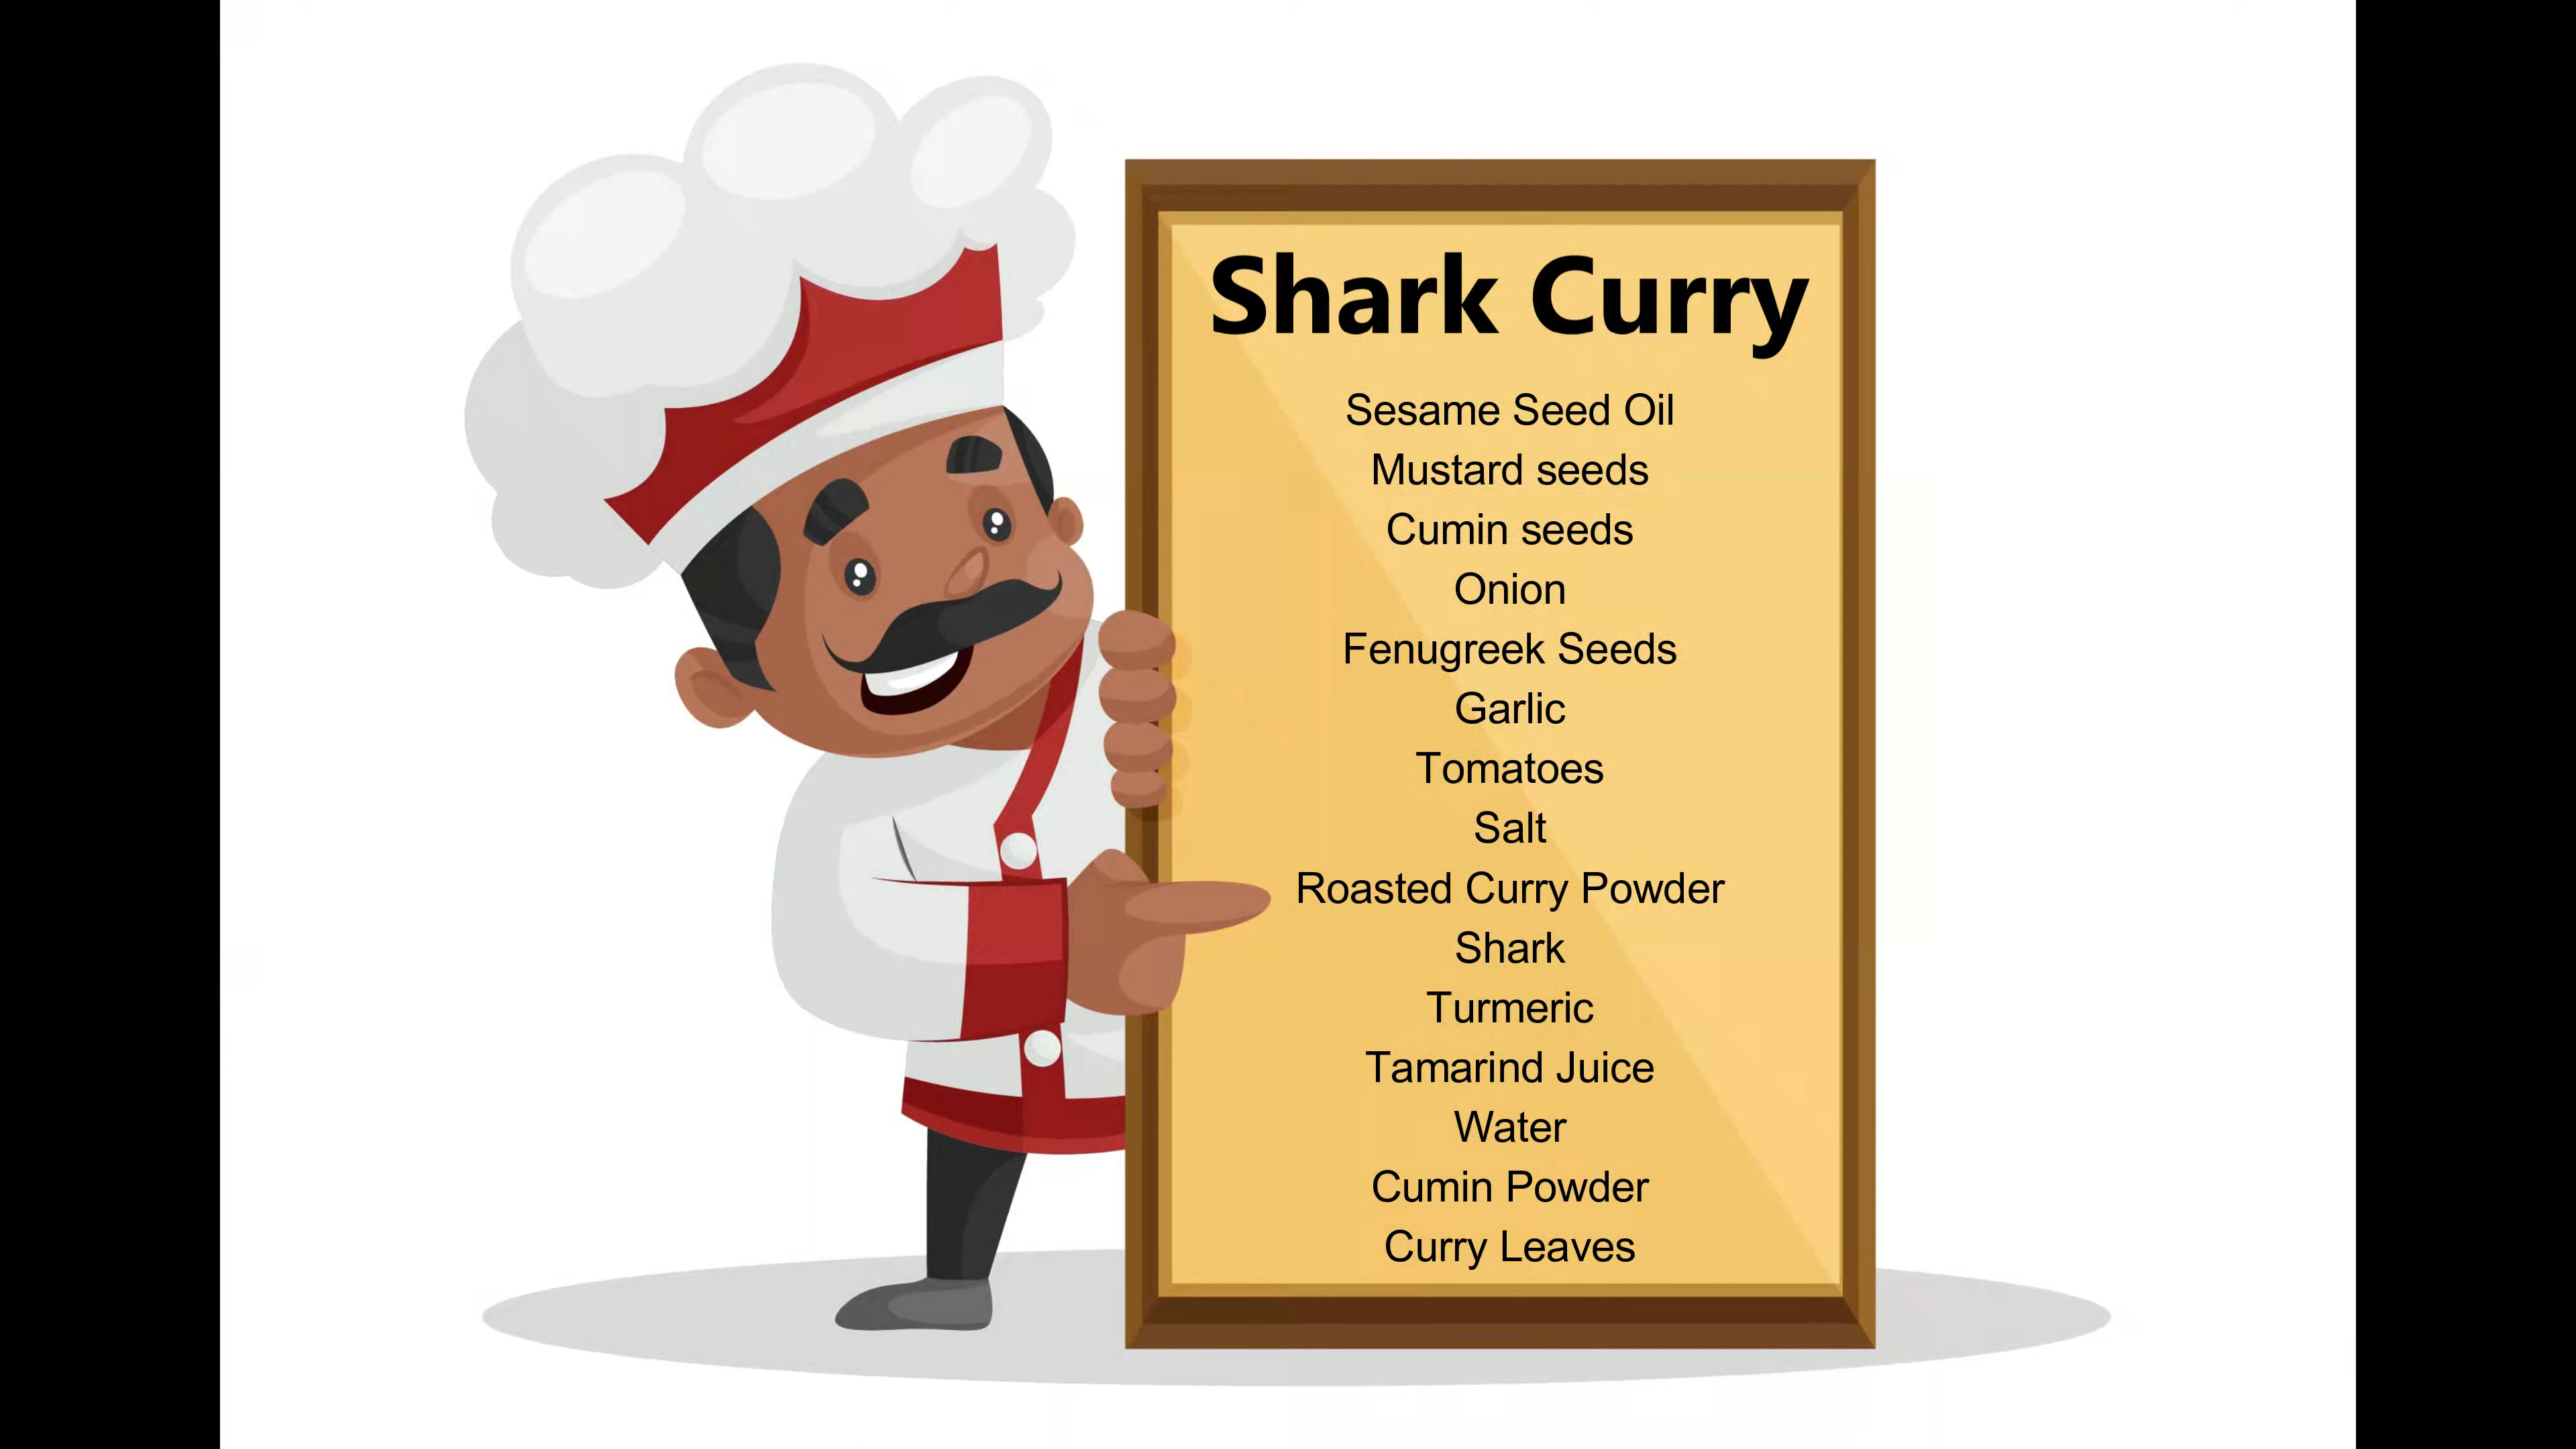 Shark Curry
Sesame Seed Oil
Mustard seeds
Cumin seeds
Onion
Fenugreek Seeds
Garlic
Tomatoes
Salt
Roasted Curry Powder
Shark
Turmeric
Tamarind Juice
Water
Cumin Powder
Curry Leaves